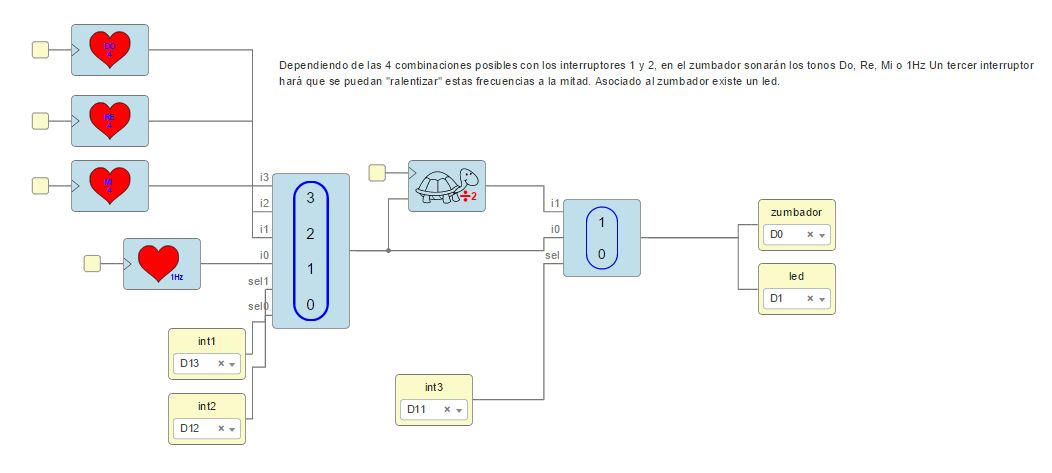 DO
4
Dependiendo de las 4 combinaciones posibles con los interruptores 1 y 2, en el zumbador sonarán los tonos Do, Re, Mi o 1Hz Un tercer interruptor
hará que se puedan "ralentizar" estas frecuencias a la mitad. Asociado al zumbador existe un led.
RE
4
MI
4
i3
i2
i1
i0
sel1
sel0
3
2
1
0
÷2
i1
i0
sel
1
0
zumbador
D0 ×
led
D1 ×
1Hz
int1
D13 ×
int2
D12 ×
int3
D11 ×